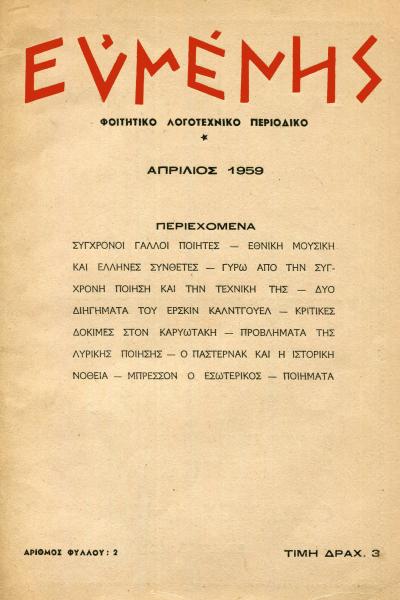 ΕΥ̓ΜΕΝΗΣ
ΦΟΙΤΗΤΙΚΟ ΛΟΓΟΤΕΧΝΙΚΟ ΠΕΡΙΟΔΙΚΟ
ΑΠΡΙΛΙΟΣ 1959
ΠΕΡΙΕΧΟΜΕΝΑ
ΣΥΓΧΡΟΝΟΙ ΓΑΛΛΟΙ ΠΟΙΗΤΕΣ — ΕΘΝΙΚΗ ΜΟΥΣΙΚΗ
ΚΑΙ ΕΛΛΗΝΕΣ ΣΥΝΘΕΤΕΣ — ΓΥΡΩ ΑΠΟ ΤΗΝ ΣΥΓ-
ΧΡΟΝΗ ΠΟΙΗΣΗ ΚΑΙ ΤΗΝ ΤΕΧΝΙΚΗ ΤΗΣ — ΔΥΟ
ΔΙΗΓΗΜΑΤΑ ΤΟΥ ΕΡΣΚΙΝ ΚΑΛΝΤΓΟΥΕΛ — ΚΡΙΤΙΚΕΣ
ΔΟΚΙΜΕΣ ΣΤΟΝ ΚΑΡΥΩΤΑΚΗ — ΠΡΟΒΛΗΜΑΤΑ ΤΗΣ
ΛΥΡΙΚΗΣ ΠΟΙΗΣΗΣ — Ο ΠΑΣΤΕΡΝΑΚ ΚΑΙ Η ΙΣΤΟΡΙΚΗ
ΝΟΘΕΙΑ — ΜΠΡΕΣΣΟΝ Ο ΕΣΩΤΕΡΙΚΟΣ — ΠΟΙΗΜΑΤΑ
ΑΡΙΘΜΟΣ ΦΥΛΛΟΥ: 2
ΤΙΜΗ ΔΡΑΧ. 3